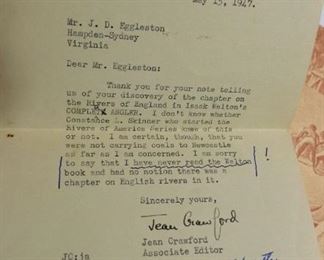 May 15, 1947.
Mr. J. D. Eggleston
Hampden-Sydney
Virginia
Dear Mr. Eggleston:
Thank you for your note telling
us of your discovery of the chapter on
the Rivers of England in Isack Walton's
COMPLETE ANGLER. I don't know whether
Constance L. Skinner who started the
Rivers of America Series knew of this
or not. I am certain, though, that you
were not carrying coals to Newcastle
as far as I am concerned. I am sorry
to say that I have never read the Walton !
book and had no notion there was a
chapter on English rivers in it.
Sincerely yours,
Jean Crawford
Jean Crawford
Associate Editor
JC:is